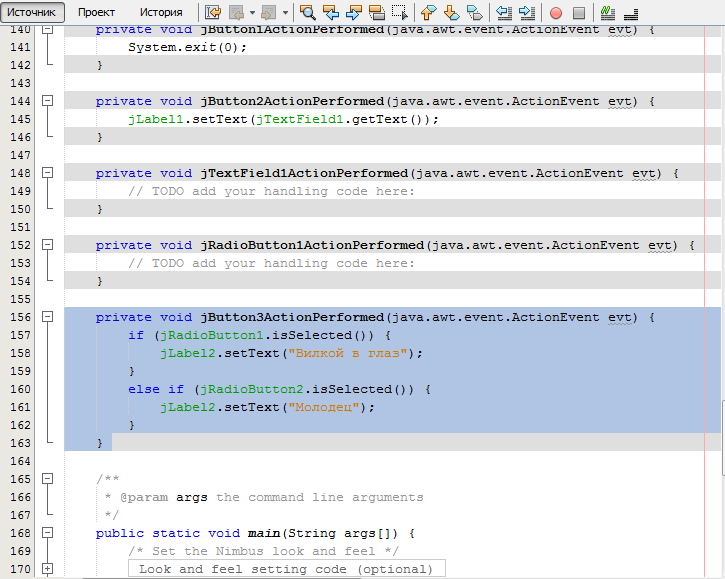 Источник Проект История
140 private void jButton1ActionPerformed(java.awt.event.ActionEvent evt) {
141 System.exit(0);
142 }
143
144 private void jButton2ActionPerformed(java.awt.event.ActionEvent evt) {
145 jLabel1.setText(jTextField1.getText());
146 }
147
148 private void jTextField1ActionPerformed(java.awt.event.ActionEvent evt) {
149 // TODO add your handling code here:
150 }
151
152 private void jRadioButton1ActionPerformed(java.awt.event.ActionEvent evt) {
153 // TODO add your handling code here:
154 }
155
156 private void jButton3ActionPerformed(java.awt.event.ActionEvent evt) {
157 if (jRadioButton1.isSelected()) {
158 jLabel2.setText("Вилкой в глаз");
159 }
160 else if (jRadioButton2.isSelected()) {
161 jLabel2.setText("Молодец");
162 }
163 }
164
165 /**
166 * @param args the command line arguments
167 */
168 public static void main(String args[]) {
169 /* Set the Nimbus look and feel */
170 Look and feel setting code (optional)